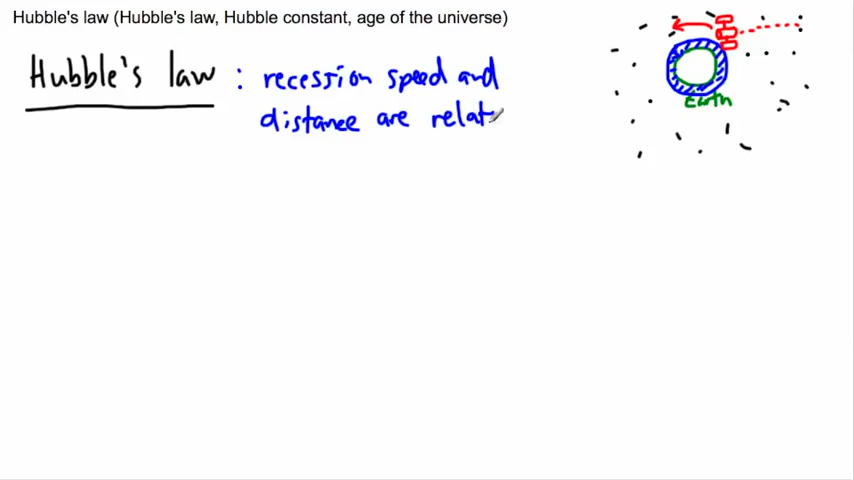 Hubble's law (Hubble's law, Hubble constant, age of the universe)
Hubble's law : recession speed and
distance are relat
Earth